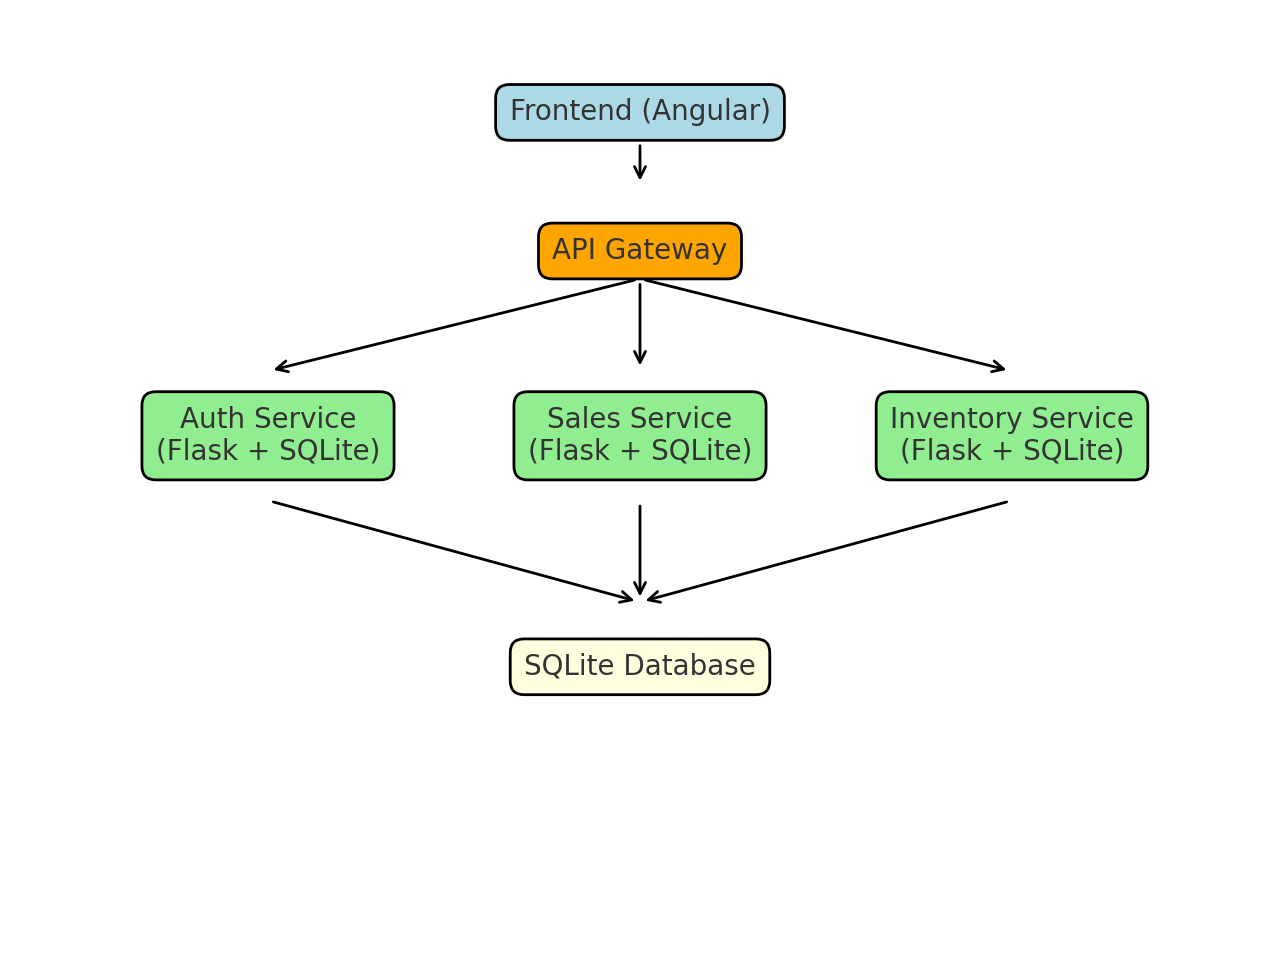 Frontend (Angular)
API Gateway
Auth Service
(Flask + SQLite)
Sales Service
(Flask + SQLite)
Inventory Service
(Flask + SQLite)
SQLite Database